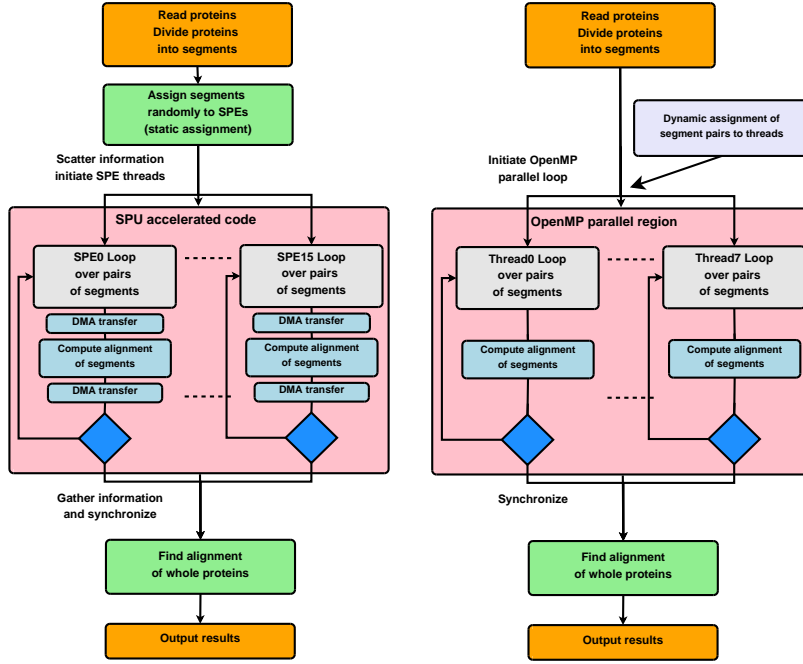 Read proteins
Divide proteins
into segments
Assign segments
randomly to SPEs
(static assignment)
Scatter information
initiate SPE threads
SPU accelerated code
SPE0 Loop
over pairs
of segments
DMA transfer
Compute alignment
of segments
DMA transfer
SPE15 Loop
over pairs
of segments
DMA transfer
Compute alignment
of segments
DMA transfer
Gather information
and synchronize
Find alignment
of whole proteins
Output results
Read proteins
Divide proteins
into segments
Dynamic assignment of
segment pairs to threads
Initiate OpenMP
parallel loop
OpenMP parallel region
Thread0 Loop
over pairs
of segments
Compute alignment
of segments
Thread7 Loop
over pairs
of segments
Compute alignment
of segments
Synchronize
Find alignment
of whole proteins
Output results